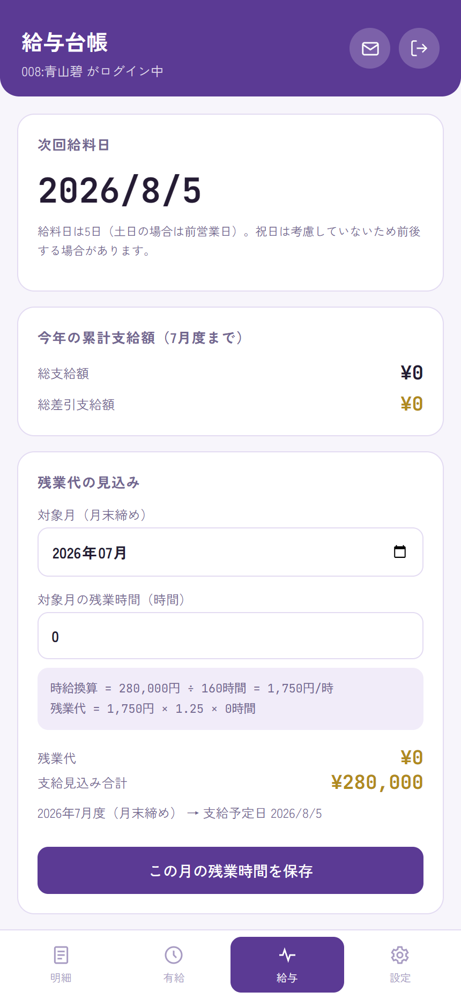 給与台帳
008:青山碧 がログイン中
次回給料日
2026/8/5
給料日は5日（土日の場合は前営業日）。祝日は考慮していないため前後
する場合があります。
今年の累計支給額（7月度まで）
総支給額 ¥0
総差引支給額 ¥0
残業代の見込み
対象月（月末締め）
2026年07月
対象月の残業時間（時間）
0
時給換算 = 280,000円 ÷ 160時間 = 1,750円/時
残業代 = 1,750円 × 1.25 × 0時間
残業代 ¥0
支給見込み合計 ¥280,000
2026年7月度（月末締め） → 支給予定日 2026/8/5
この月の残業時間を保存
明細 有給 給与 設定